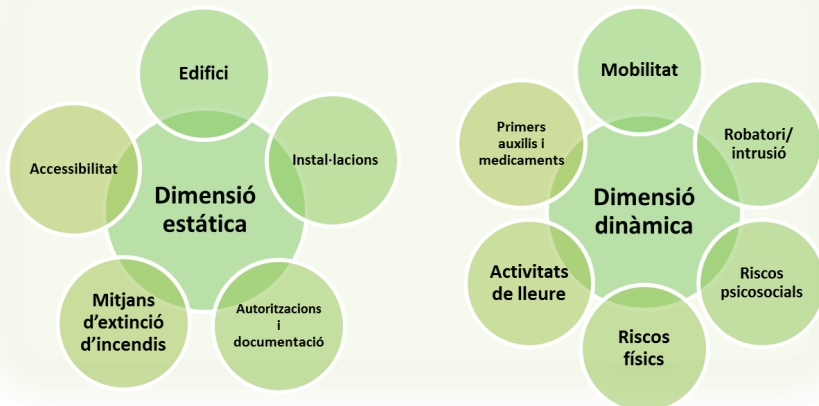 Edifici
Accessibilitat
Instal·lacions
Dimensió
estática
Mitjans
d’extinció
d’incendis
Autoritzacions
i
documentació
Mobilitat
Primers
auxilis i
medicaments
Robatori/
intrusió
Dimensió
dinàmica
Activitats
de lleure
Riscos
psicosocials
Riscos
físics